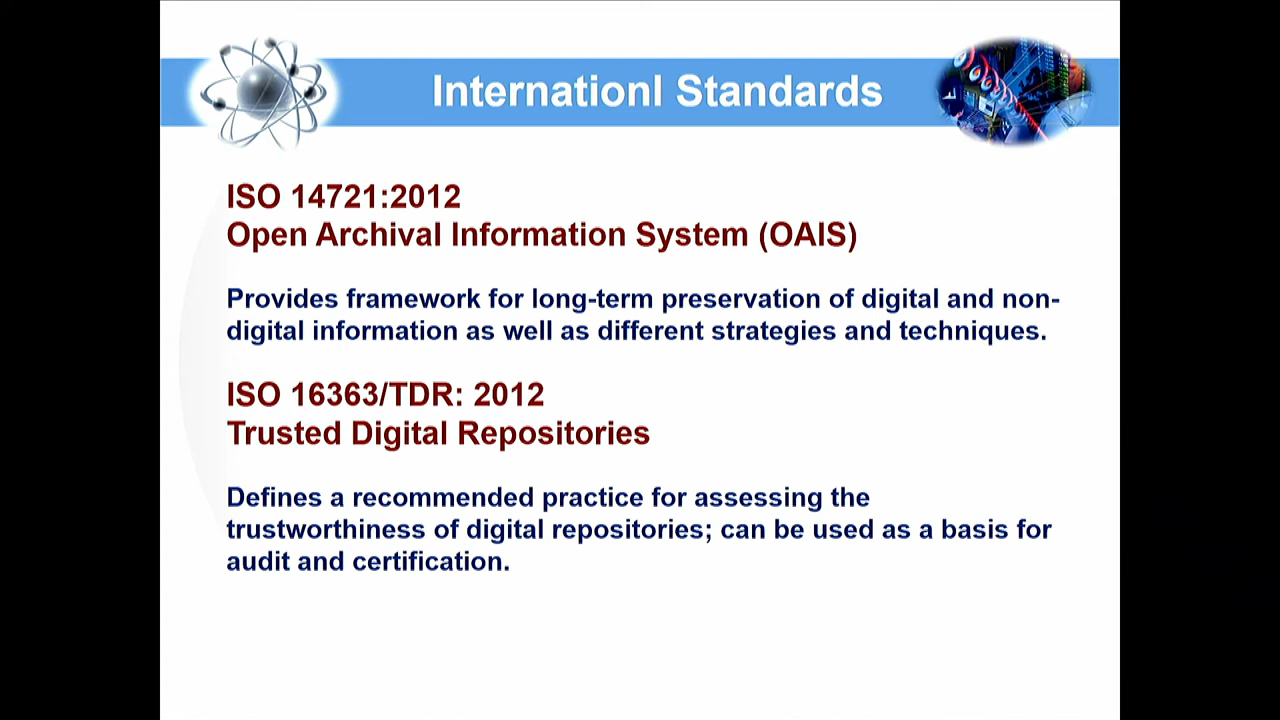 Internationl Standards
ISO 14721:2012
Open Archival Information System (OAIS)
Provides framework for long-term preservation of digital and non-
digital information as well as different strategies and techniques.
ISO 16363/TDR: 2012
Trusted Digital Repositories
Defines a recommended practice for assessing the
trustworthiness of digital repositories; can be used as a basis for
audit and certification.